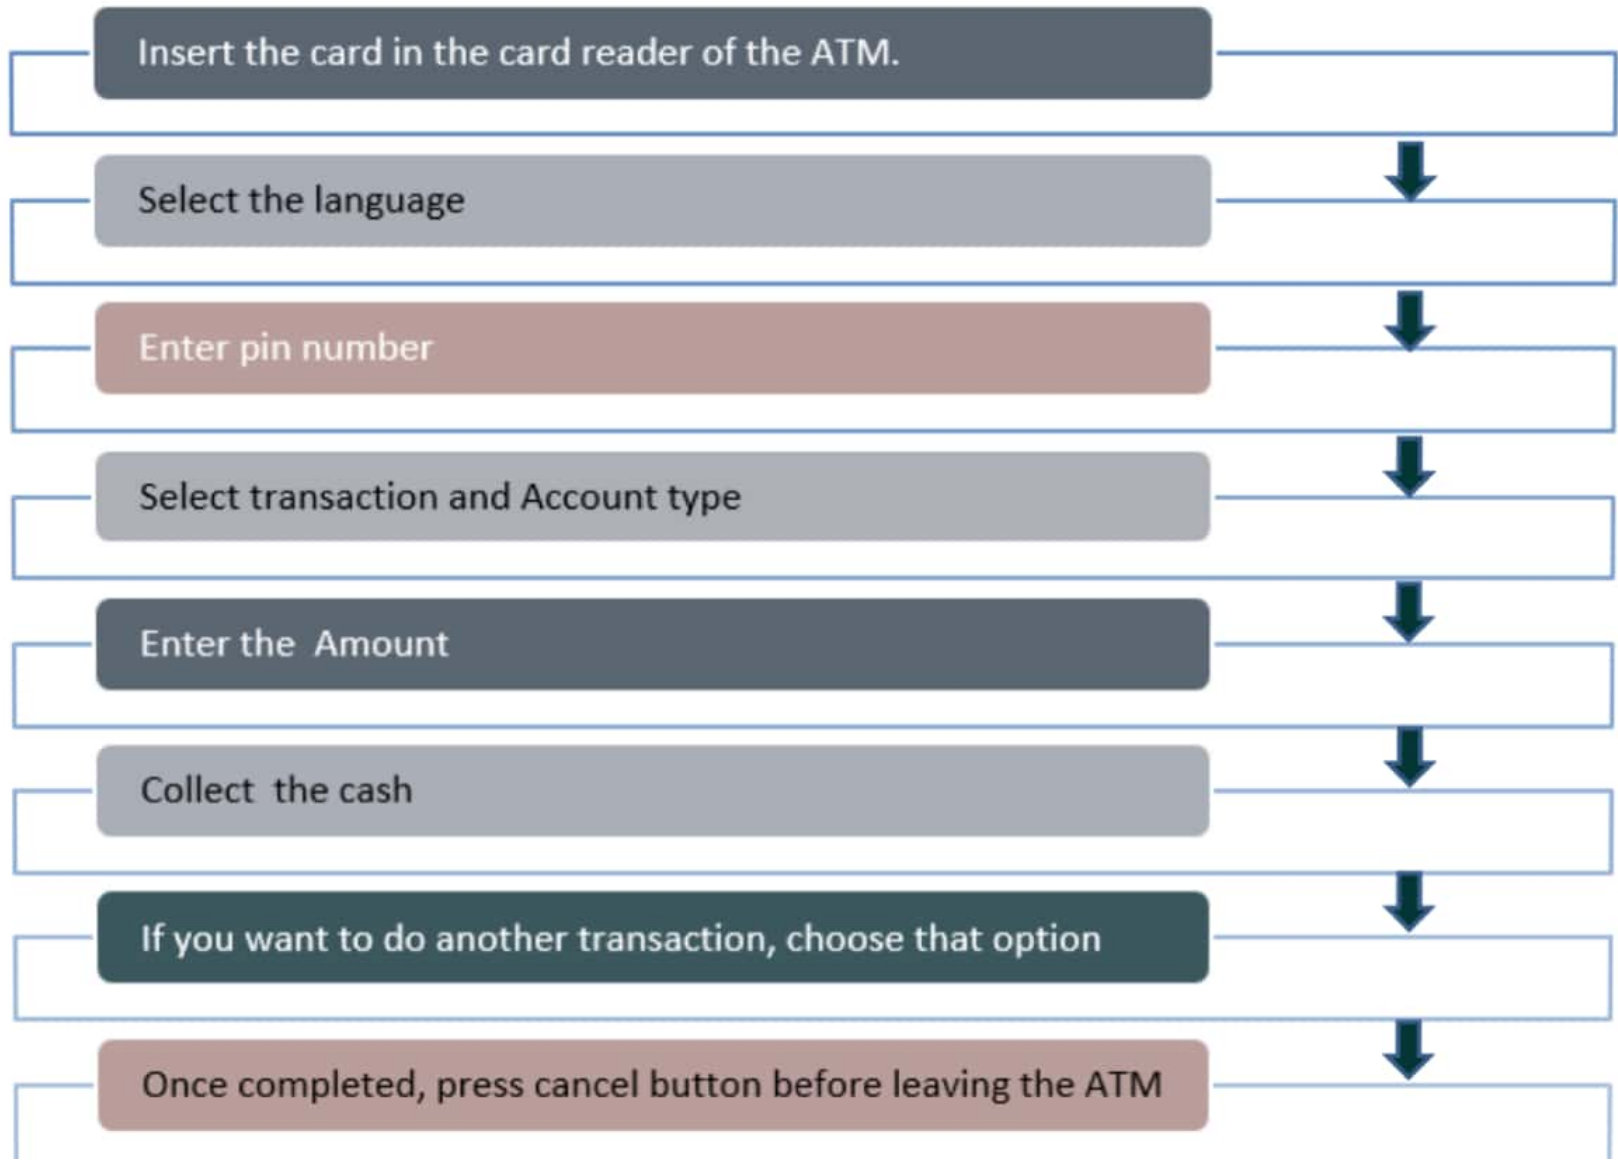 Insert the card in the card reader of the ATM.
Select the language
Enter pin number
Select transaction and Account type
Enter the  Amount
Collect  the cash
If you want to do another transaction, choose that option
Once completed, press cancel button before leaving the ATM